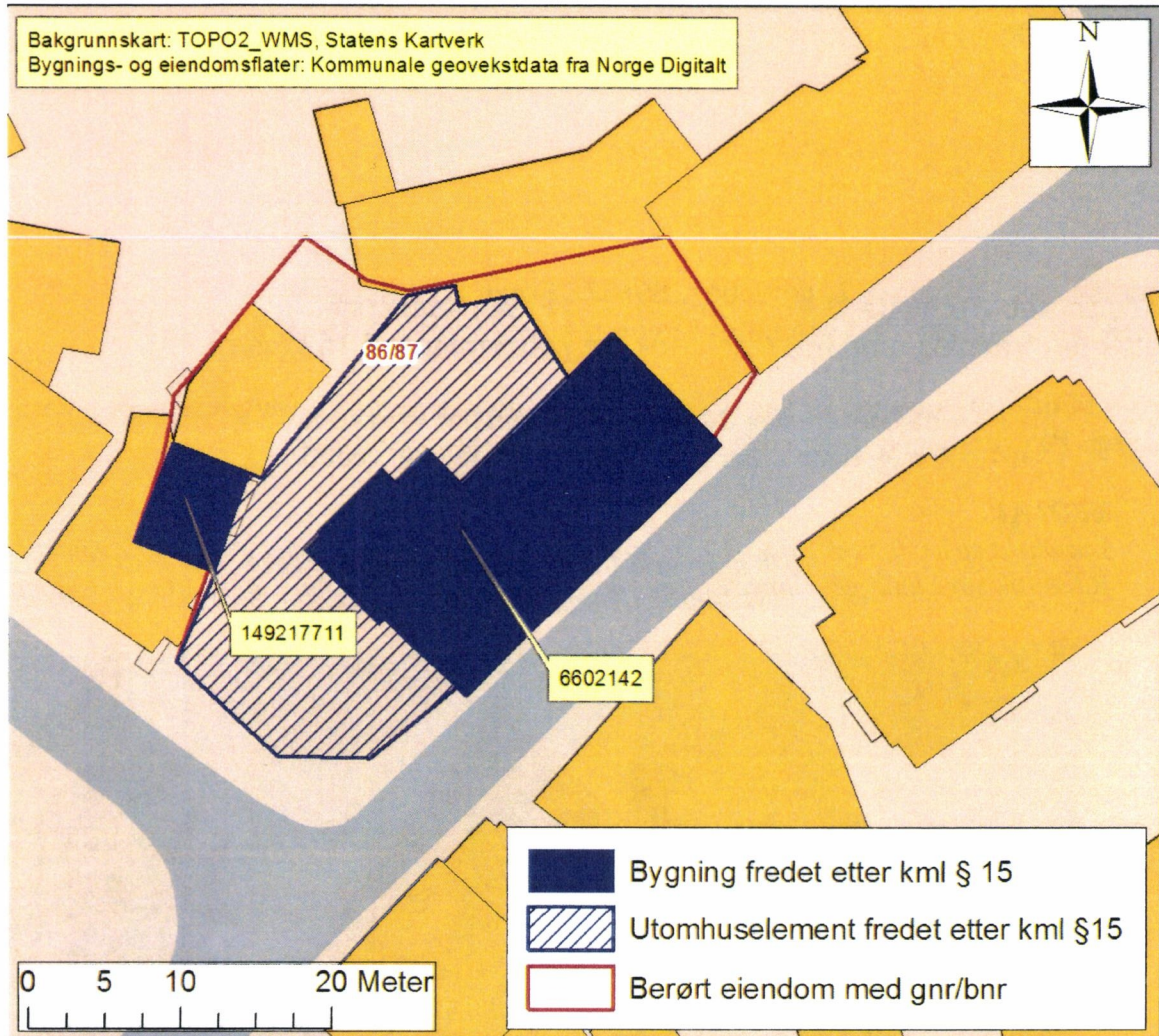 Bakgrunnskart: TOPO2_WMS, Statens Kartverk
Bygnings- og eiendomsflater: Kommunale geovekstdata fra Norge Digitalt
N
86/87
149217711
6602142
Bygning fredet etter kml § 15
Utomhuselement fredet etter kml §15
Berørt eiendom med gnr/bnr
0 5 10 20 Meter